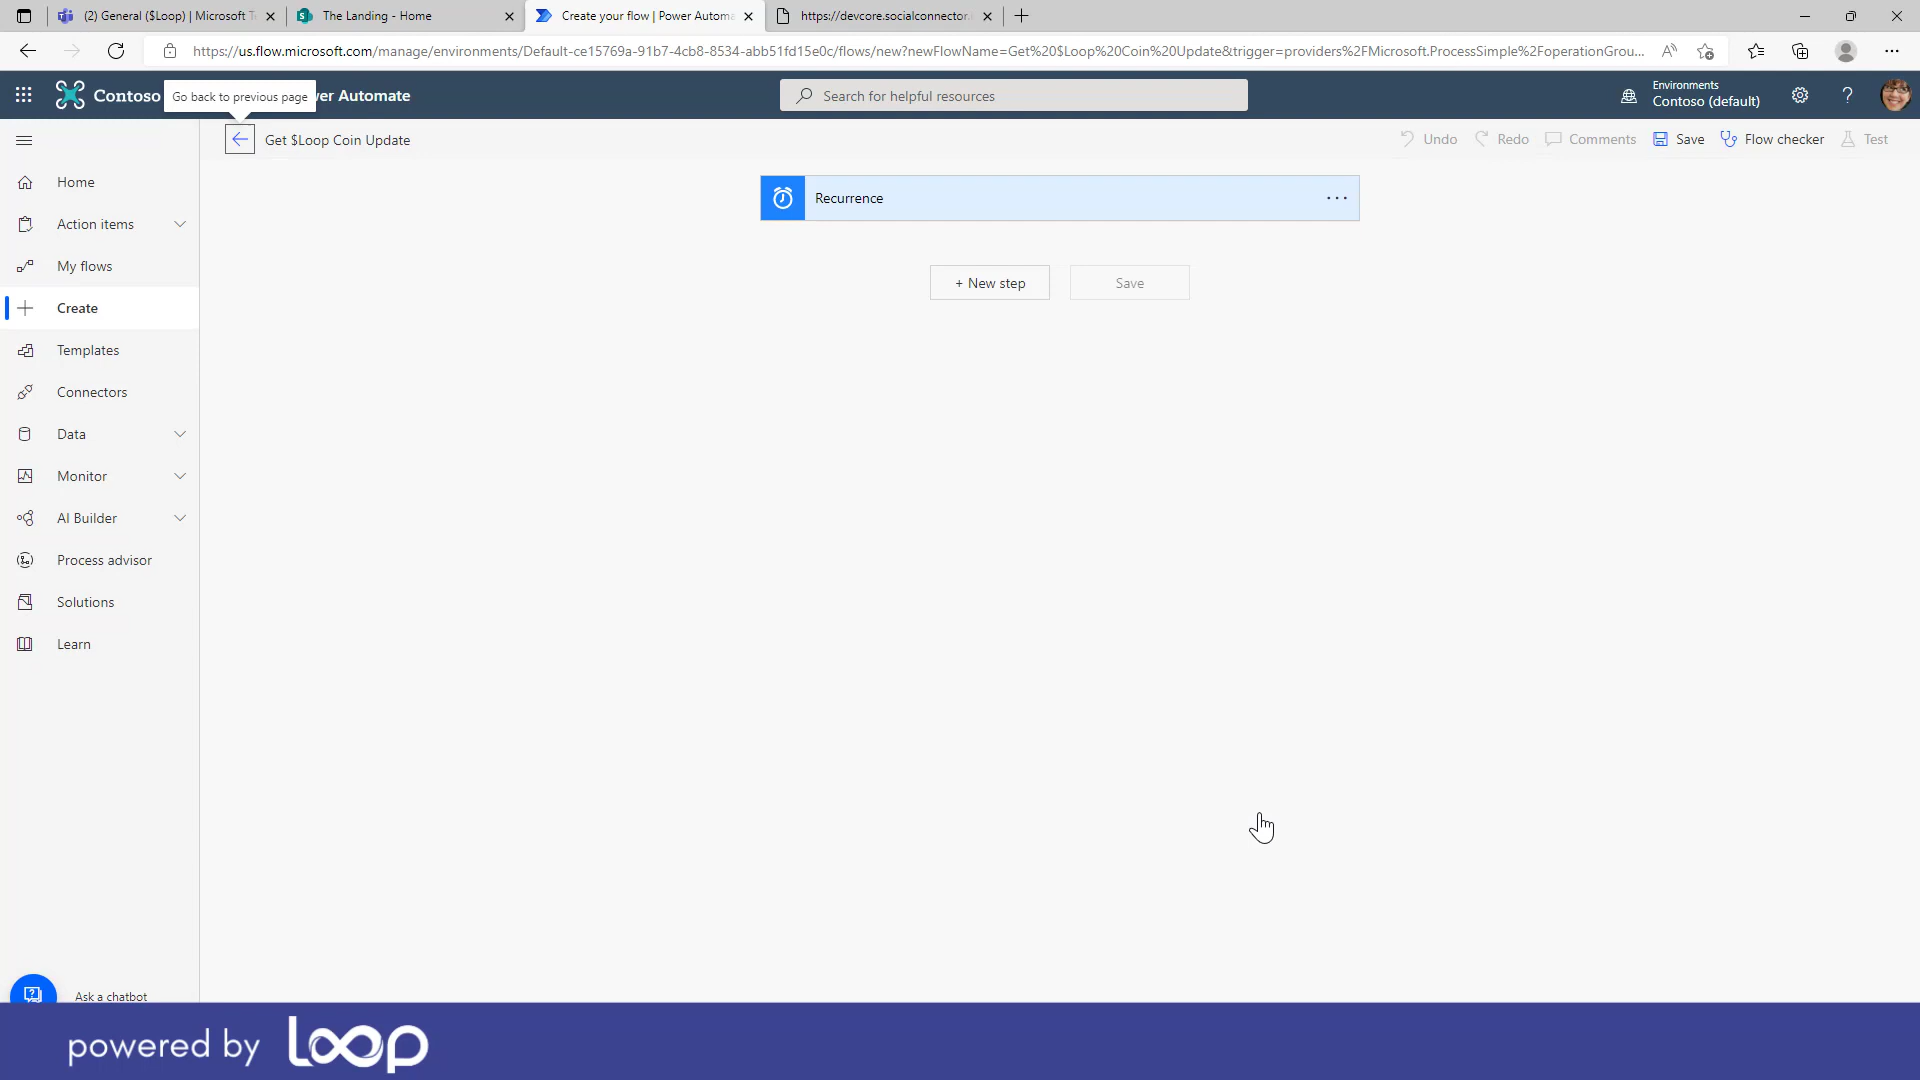 (2) General ($Loop) | Microsoft Te
The Landing - Home
Create your flow | Power Automa
https://devcore.socialconnector.
https://us.flow.microsoft.com/manage/environments/Default-ce15769a-91b7-4cb8-8534-abb51fd15e0c/flows/new?newFlowName=Get%20$Loop%20Coin%20Update&trigger=providers%2FMicrosoft.ProcessSimple%2FoperationGrou...
Contoso
Go back to previous page
er Automate
Search for helpful resources
Environments
Contoso (default)
Get $Loop Coin Update
Undo
Redo
Comments
Save
Flow checker
Test
Home
Action items
My flows
Create
Templates
Connectors
Data
Monitor
AI Builder
Process advisor
Solutions
Learn
Recurrence
+ New step
Save
Ask a chatbot
powered by loop